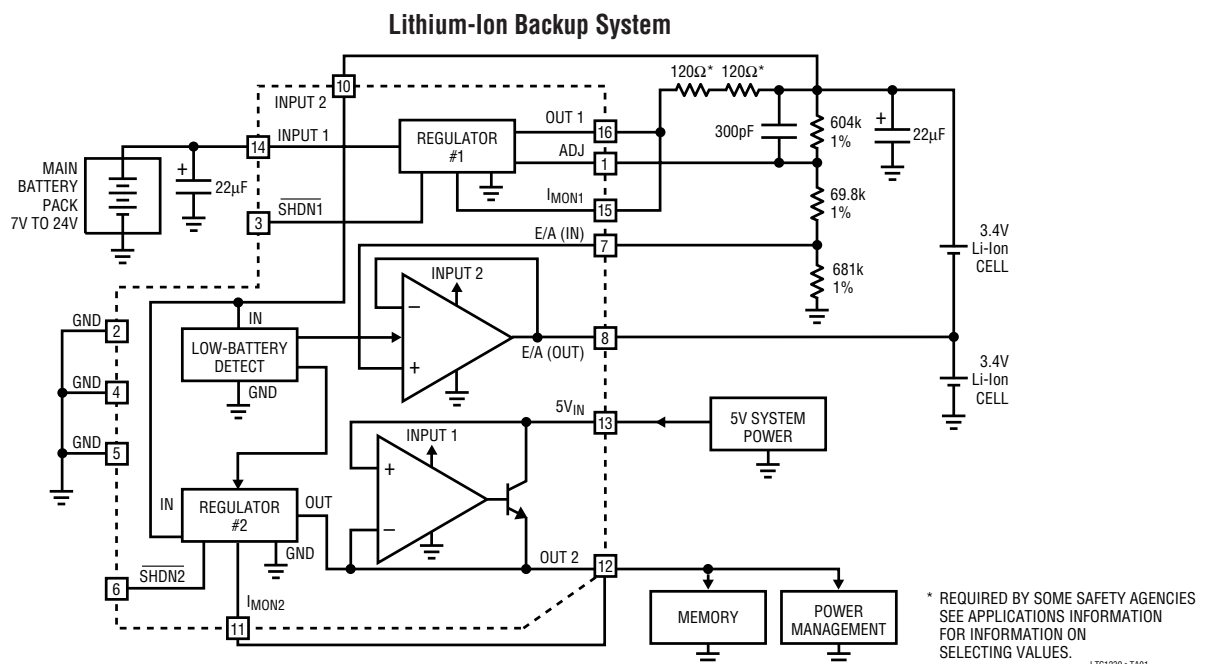 Lithium-Ion Backup System
120Ω* 120Ω*
10
INPUT 2
OUT 1
16
300pF
604k
1%
+
22µF
INPUT 1
14
REGULATOR
#1
ADJ
1
MAIN
BATTERY
PACK
7V TO 24V
+
22µF
SHDN1
3
IMON1
15
69.8k
1%
E/A (IN)
7
3.4V
Li-Ion
CELL
INPUT 2
681k
1%
GND
2
IN
LOW-BATTERY
DETECT
–
+
8
E/A (OUT)
GND
4
GND
3.4V
Li-Ion
CELL
5VIN
13
5V SYSTEM
POWER
GND
5
INPUT 1
+
–
IN
REGULATOR
#2
OUT
GND
OUT 2
12
SHDN2
6
IMON2
11
MEMORY
POWER
MANAGEMENT
* REQUIRED BY SOME SAFETY AGENCIES
SEE APPLICATIONS INFORMATION
FOR INFORMATION ON
SELECTING VALUES.